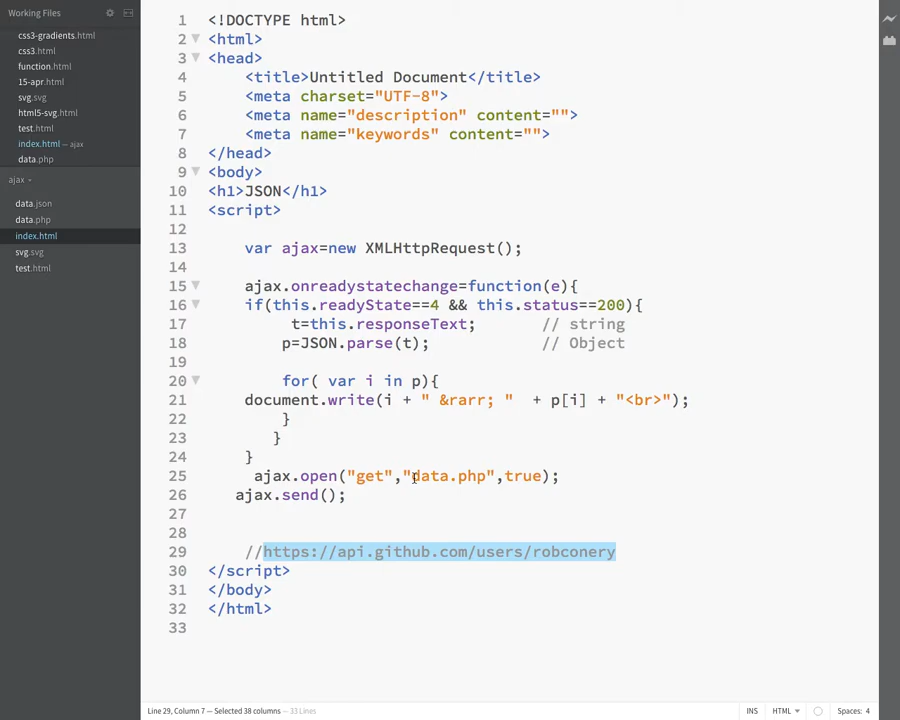 Working Files
css3-gradients.html
css3.html
function.html
15-apr.html
svg.svg
html5-svg.html
test.html
index.html — ajax
data.php
ajax
data.json
data.php
index.html
svg.svg
test.html
1 <!DOCTYPE html>
2 <html>
3 <head>
4     <title>Untitled Document</title>
5     <meta charset="UTF-8">
6     <meta name="description" content="">
7     <meta name="keywords" content="">
8 </head>
9 <body>
10 <h1>JSON</h1>
11 <script>
12
13     var ajax=new XMLHttpRequest();
14
15     ajax.onreadystatechange=function(e){
16     if(this.readyState==4 && this.status==200){
17          t=this.responseText;       // string
18         p=JSON.parse(t);            // Object
19
20         for( var i in p){
21     document.write(i + " &rarr; "  + p[i] + "<br>");
22         }
23        }
24     }
25      ajax.open("get","data.php",true);
26    ajax.send();
27
28
29     //https://api.github.com/users/robconery
30 </script>
31 </body>
32 </html>
33
Line 29, Column 7 — Selected 38 columns — 33 Lines
INS
HTML
Spaces: 4